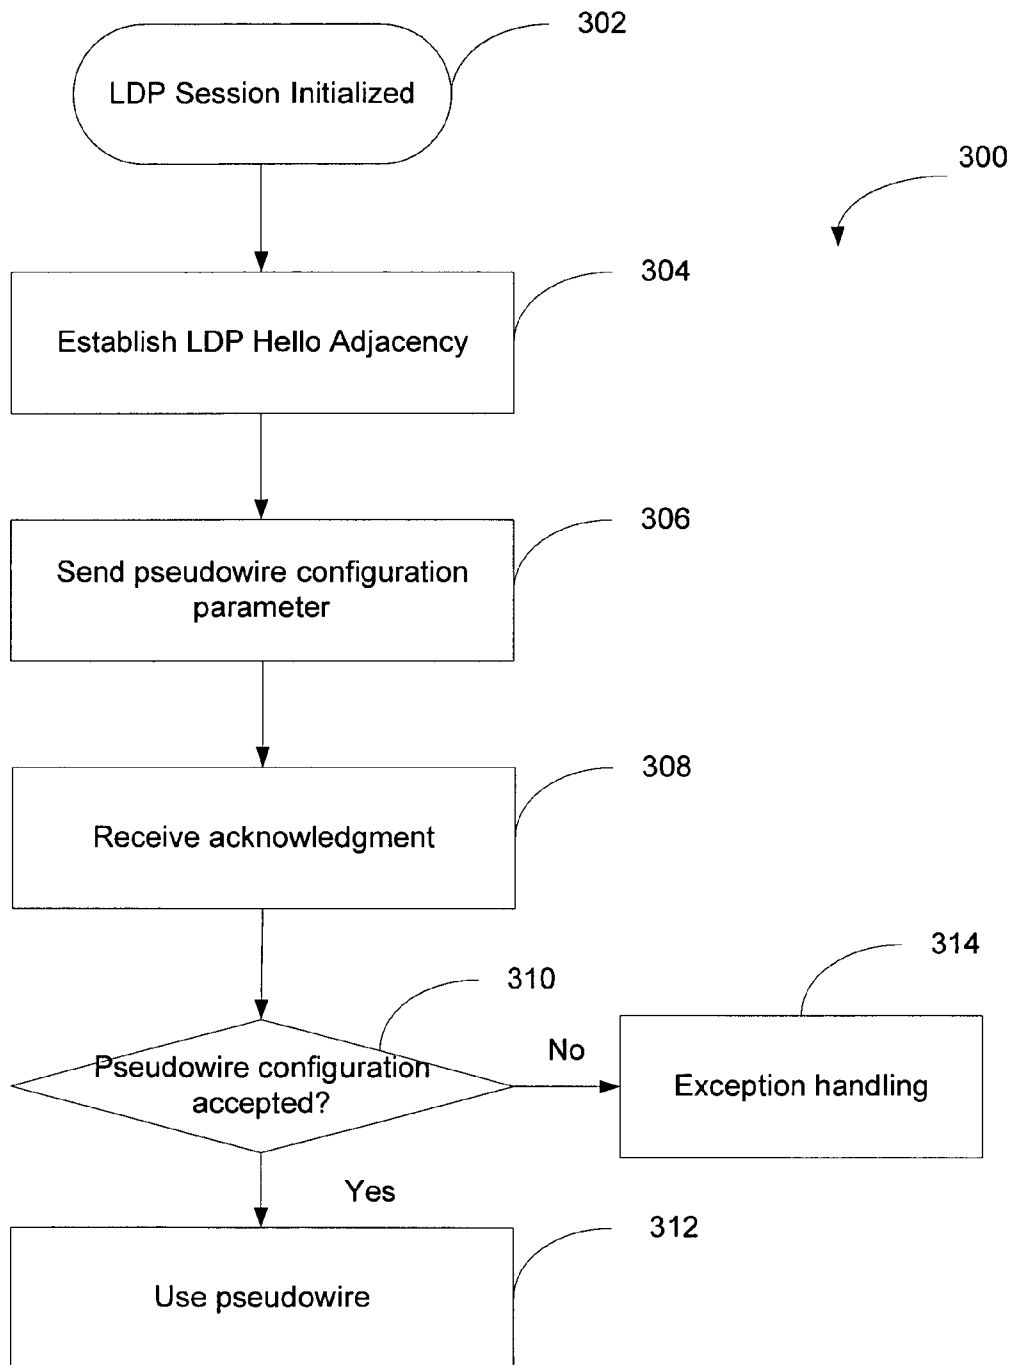 302
LDP Session Initialized
300
304
Establish LDP Hello Adjacency
306
Send pseudowire configuration
parameter
308
Receive acknowledgment
314
310
Pseudowire configuration
accepted?
No
Exception handling
Yes
312
Use pseudowire